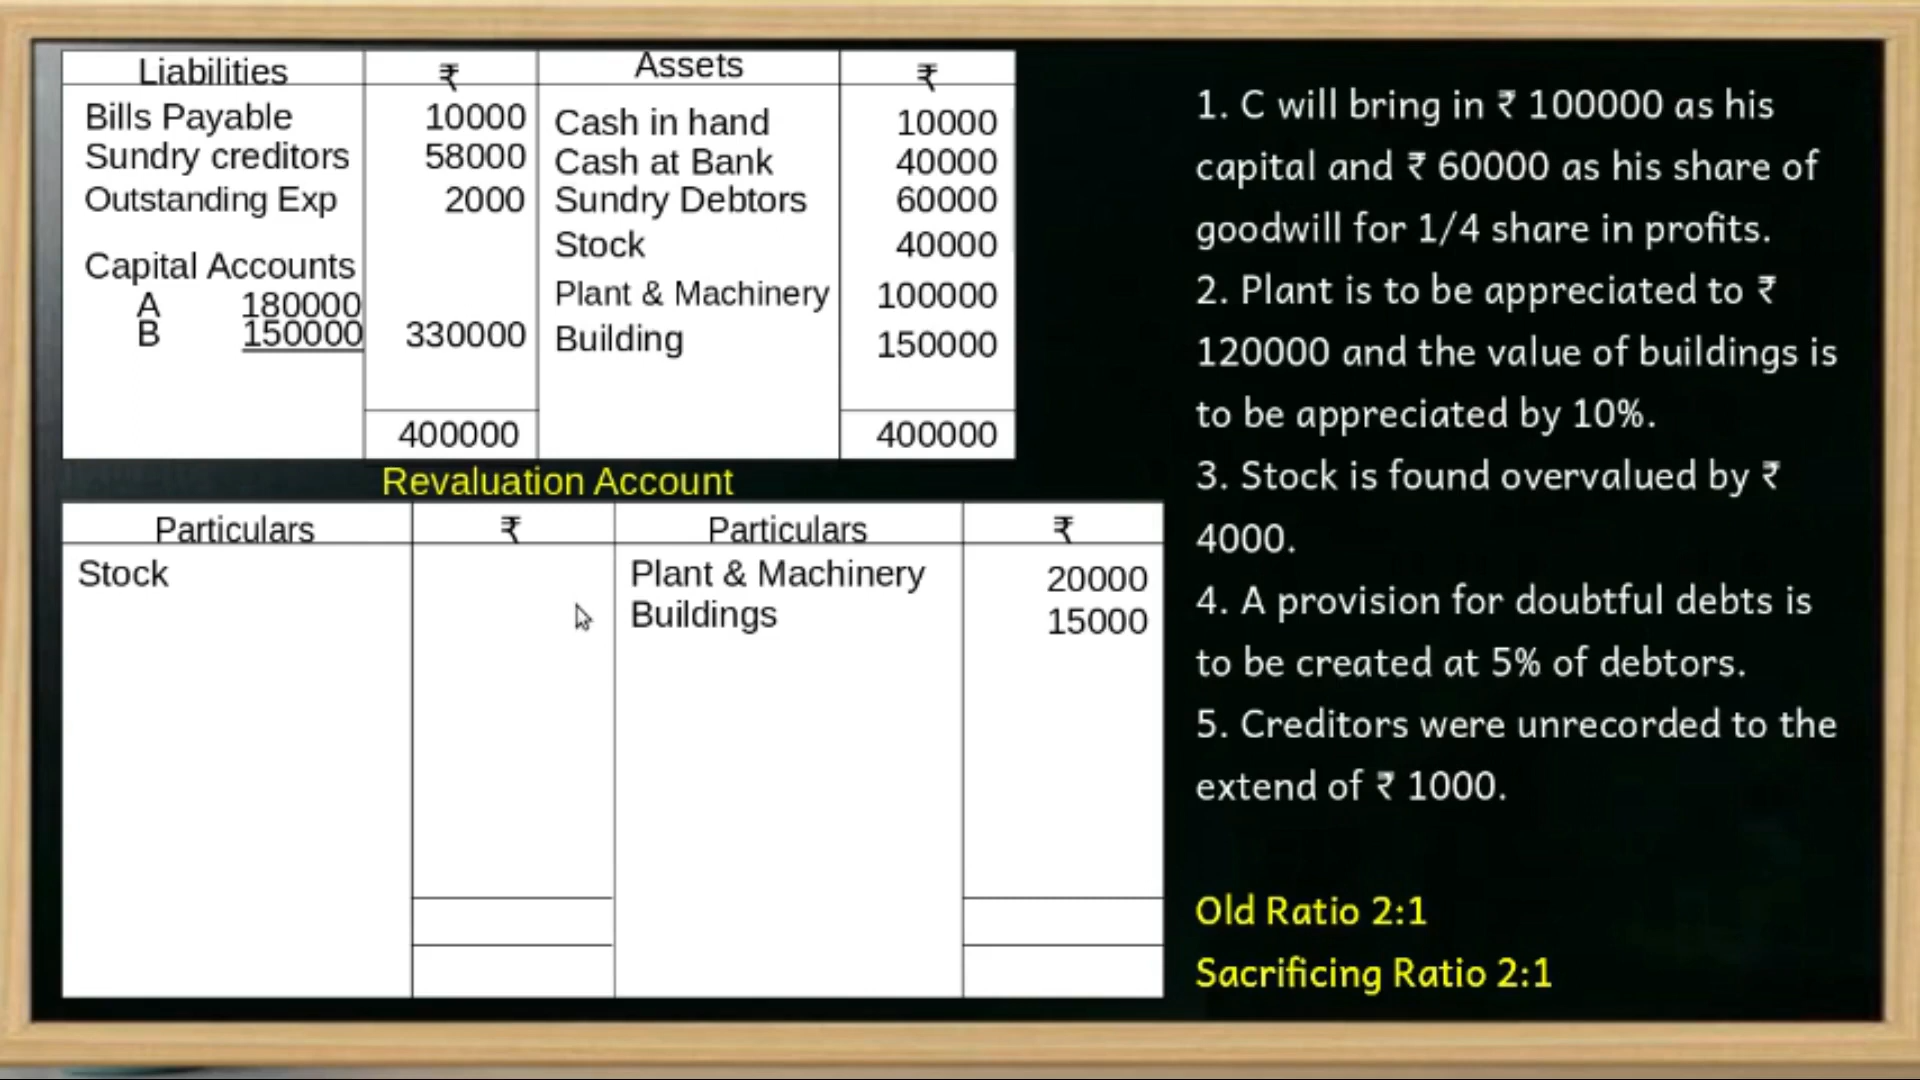 Liabilities ₹ Assets ₹
Bills Payable 10000 Cash in hand 10000
Sundry creditors 58000 Cash at Bank 40000
Outstanding Exp 2000 Sundry Debtors 60000
Stock 40000
Capital Accounts
A 180000 Plant & Machinery 100000
B 150000 330000 Building 150000
400000 400000
Revaluation Account
Particulars ₹ Particulars ₹
Stock Plant & Machinery 20000
Buildings 15000
1. C will bring in ₹ 100000 as his
capital and ₹ 60000 as his share of
goodwill for 1/4 share in profits.
2. Plant is to be appreciated to ₹
120000 and the value of buildings is
to be appreciated by 10%.
3. Stock is found overvalued by ₹
4000.
4. A provision for doubtful debts is
to be created at 5% of debtors.
5. Creditors were unrecorded to the
extend of ₹ 1000.
Old Ratio 2:1
Sacrificing Ratio 2:1